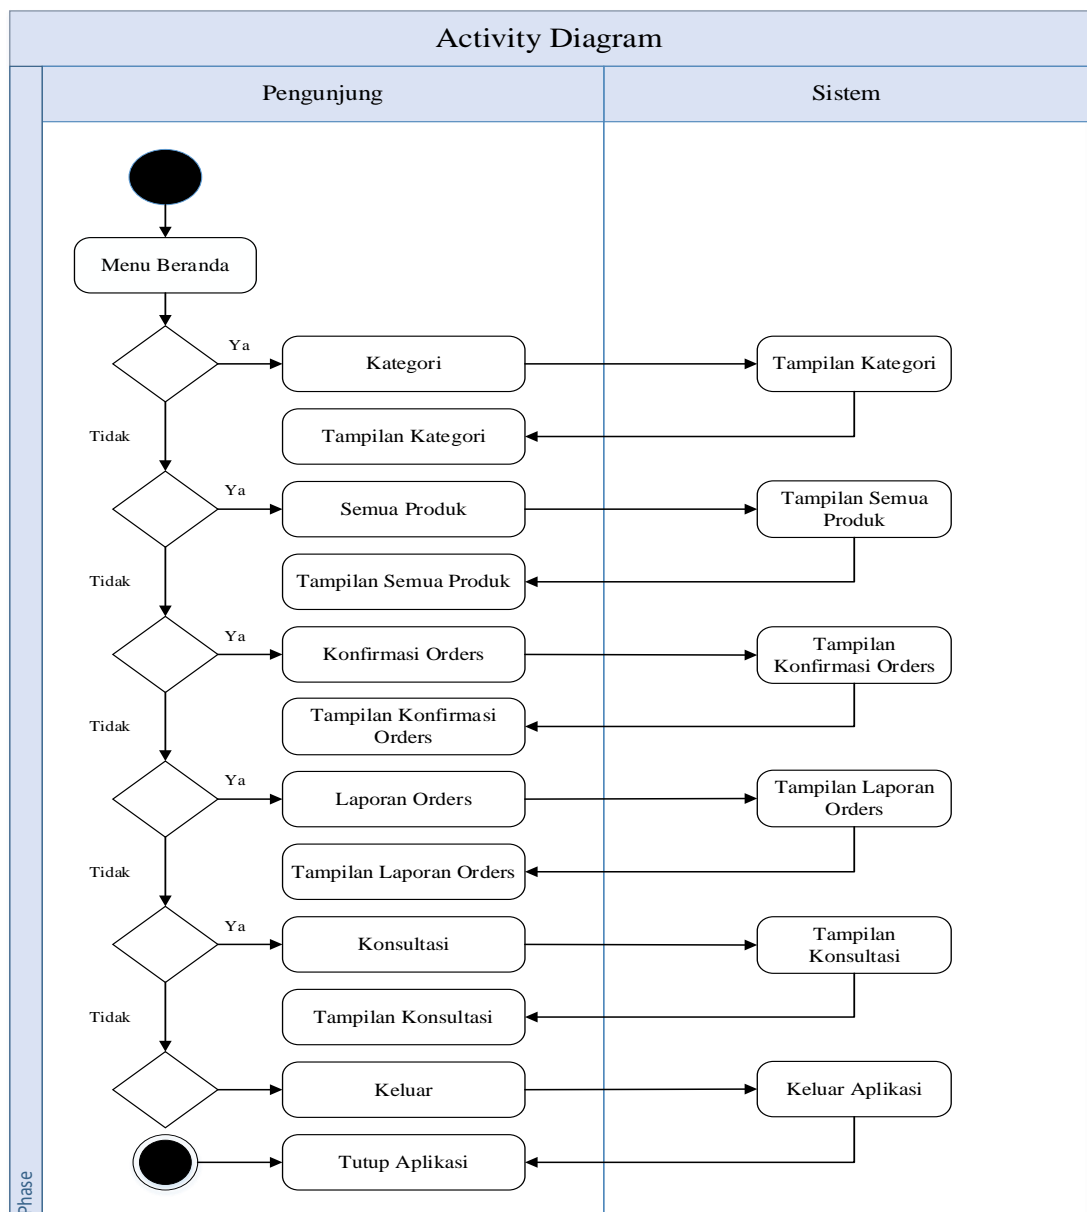 Activity Diagram
Pengunjung
Sistem
Menu Beranda
Ya
Kategori
Tampilan Kategori
Tidak
Tampilan Kategori
Ya
Semua Produk
Tampilan Semua
Produk
Tidak
Tampilan Semua Produk
Ya
Konfirmasi Orders
Tampilan
Konfirmasi Orders
Tidak
Tampilan Konfirmasi
Orders
Ya
Laporan Orders
Tampilan Laporan
Orders
Tidak
Tampilan Laporan Orders
Ya
Konsultasi
Tampilan
Konsultasi
Tidak
Tampilan Konsultasi
Keluar
Keluar Aplikasi
Tutup Aplikasi
Phase